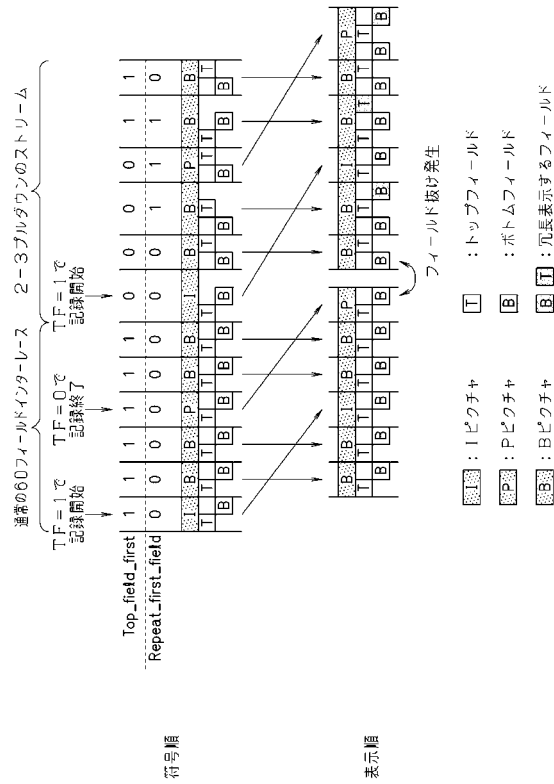 通常の60フィールドインターレース 2−3プルダウンのストリーム
TF=1で記録開始
TF=0で記録終了
TF=1で記録開始
Top_field_first 1 1 1 1 1 1 0 0 0 0 1 1
Repeat_first_field 0 0 0 0 0 0 0 0 1 1 1 0
符号順
I B B P B B I B B P B B
T T T T T T T T T T T T
B B B B B B B B B B B B
表示順
B B I B B P B B I B B P
T T T T T T T T T T T T T
B B B B B B B B B B B B B
フィールド抜け発生
I :Iピクチャ
P :Pピクチャ
B :Bピクチャ
T :トップフィールド
B :ボトムフィールド
B T :冗長表示するフィールド